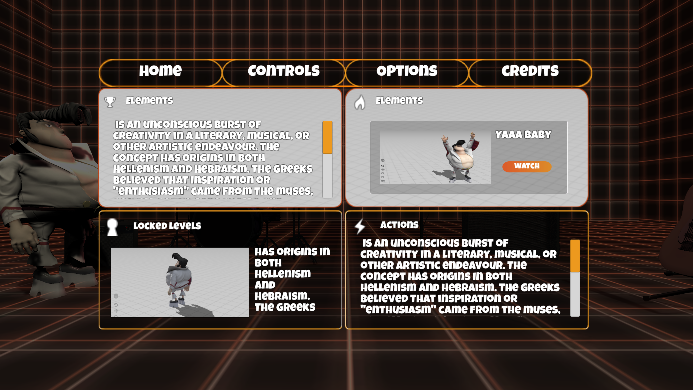 HOME
CONTROLS
OPTIONS
CREDITS
ELEMENTS
IS AN UNCONSCIOUS BURST OF
CREATIVITY IN A LITERARY, MUSICAL, OR
OTHER ARTISTIC ENDEAVOUR. THE
CONCEPT HAS ORIGINS IN BOTH
HELLENISM AND HEBRAISM. THE GREEKS
BELIEVED THAT INSPIRATION OR
"ENTHUSIASM" CAME FROM THE MUSES,
ELEMENTS
YAAA BABY
WATCH
LOCKED LEVELS
HAS ORIGINS IN
BOTH
HELLENISM
AND
HEBRAISM.
THE GREEKS
ACTIONS
IS AN UNCONSCIOUS BURST OF
CREATIVITY IN A LITERARY, MUSICAL, OR
OTHER ARTISTIC ENDEAVOUR. THE
CONCEPT HAS ORIGINS IN BOTH
HELLENISM AND HEBRAISM. THE GREEKS
BELIEVED THAT INSPIRATION OR
"ENTHUSIASM" CAME FROM THE MUSES,